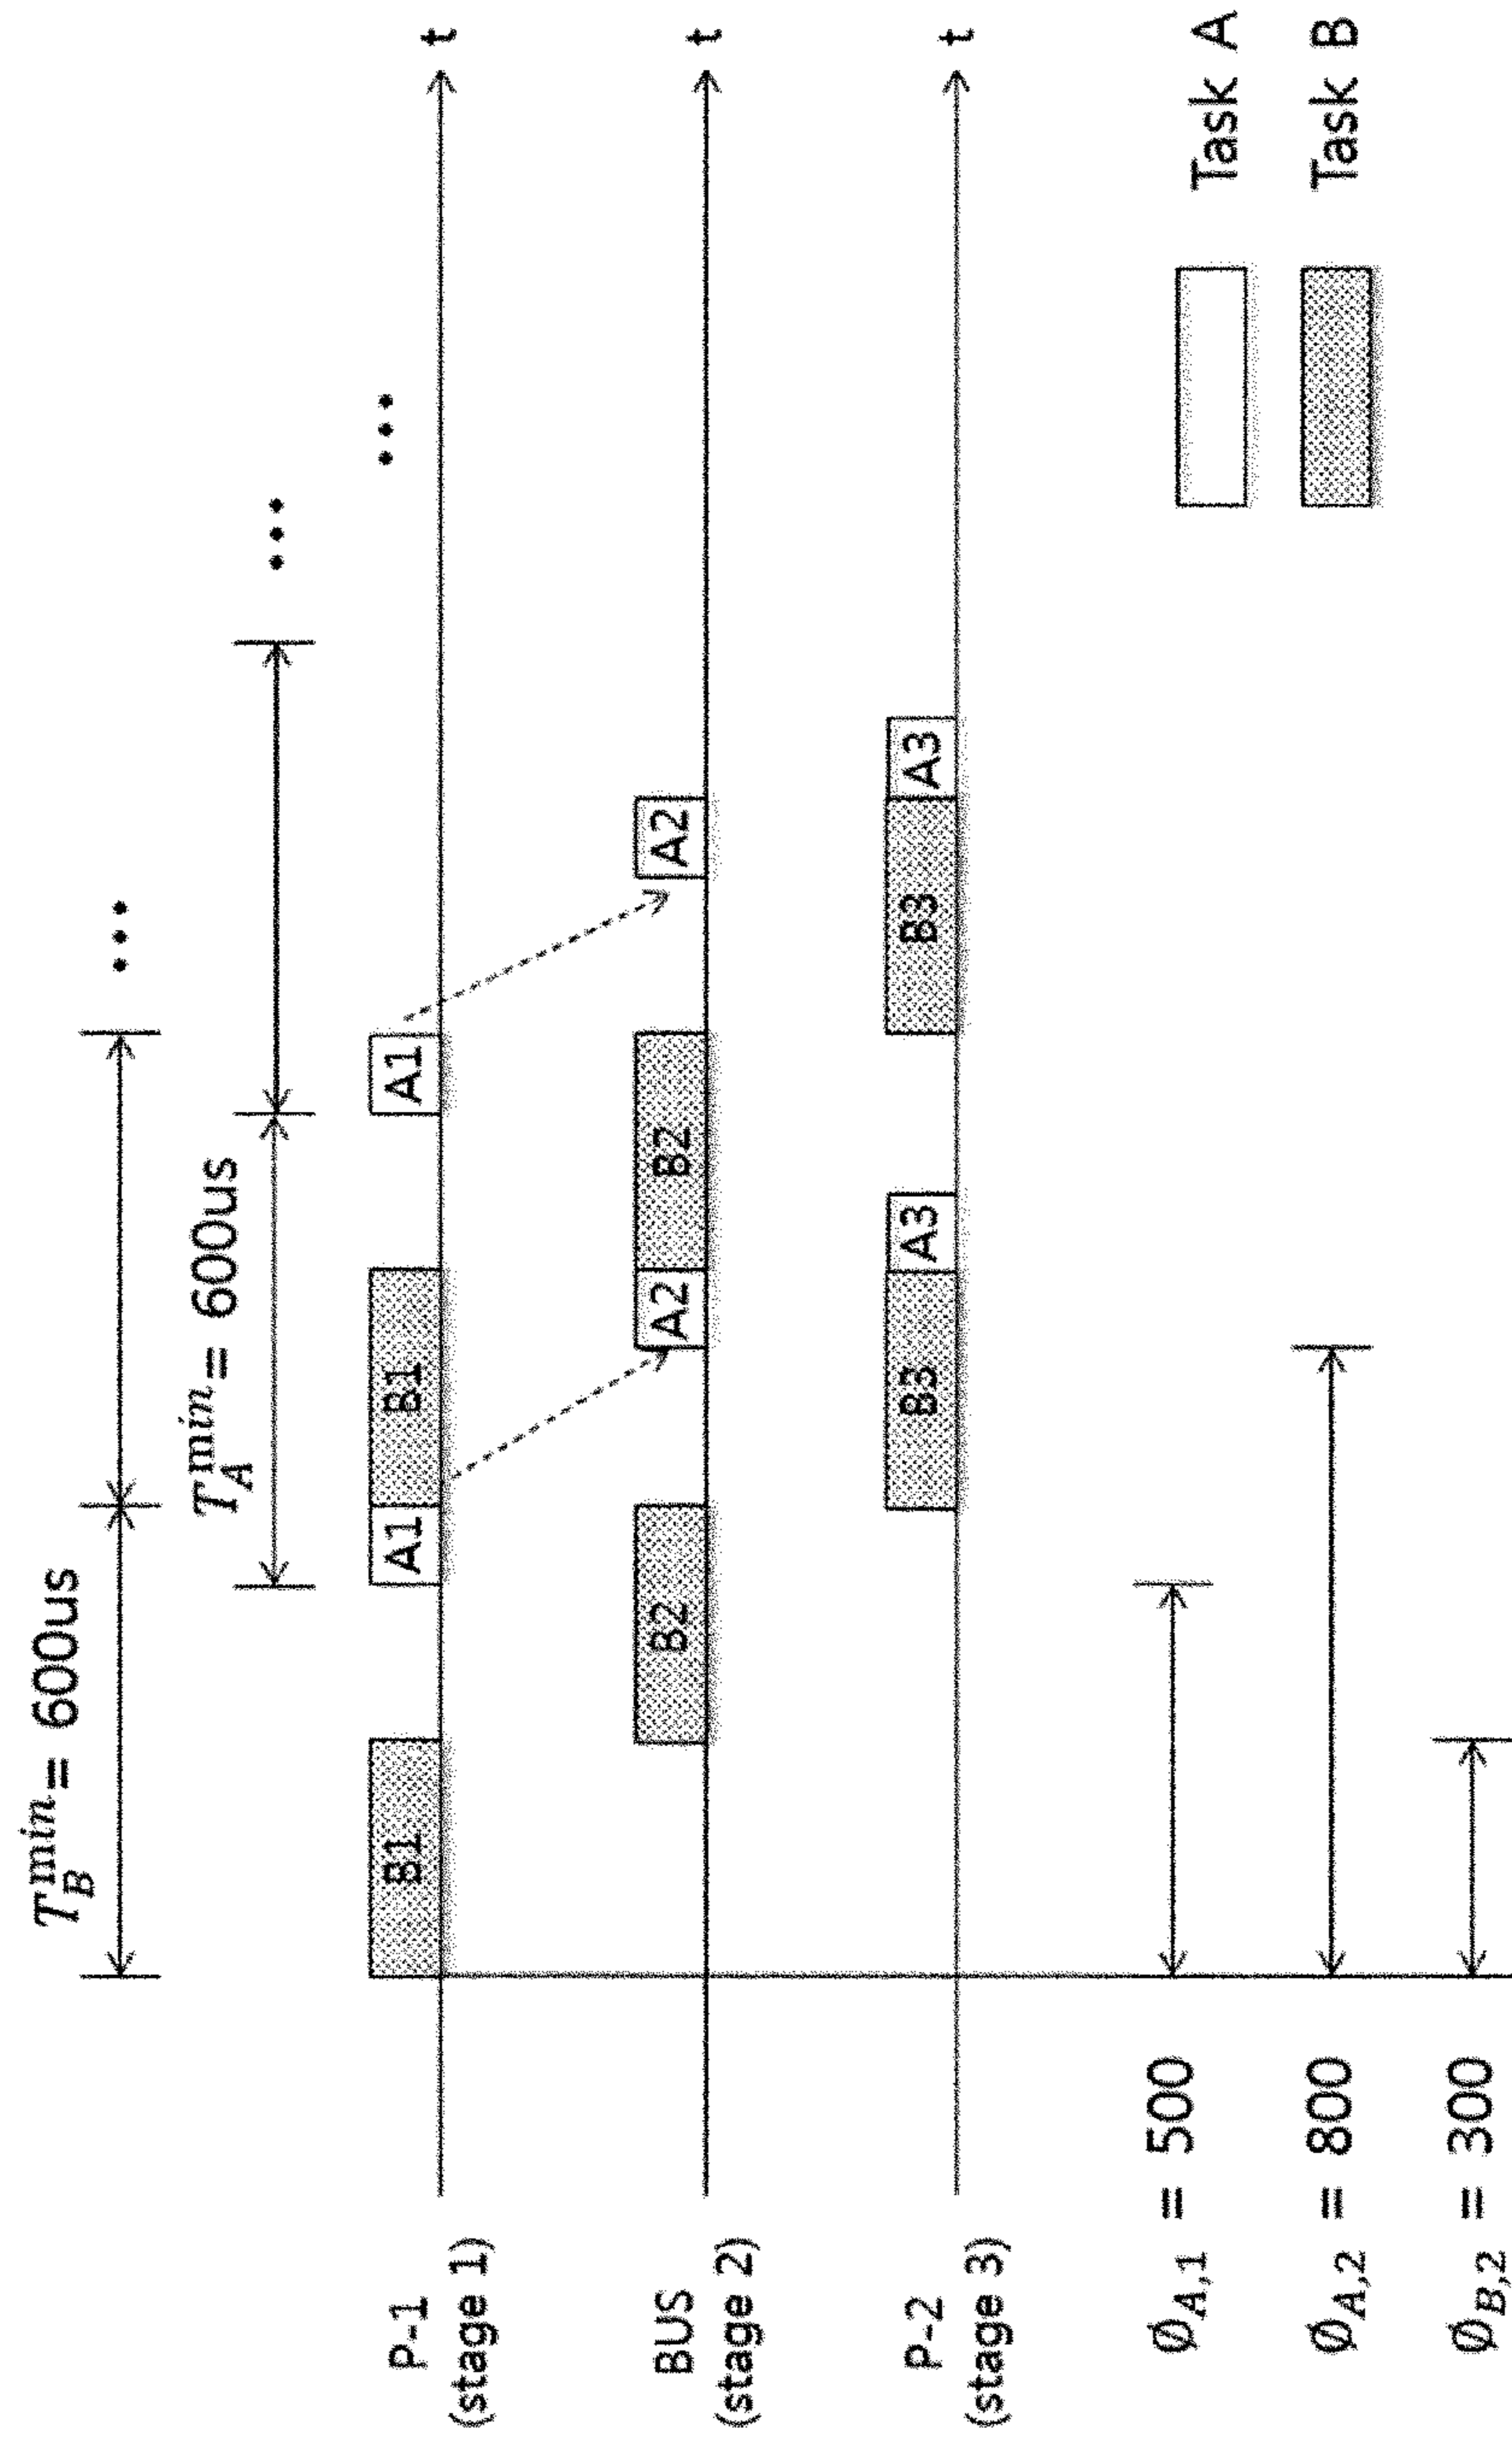 T_B^min = 600us
•••
T_A^min = 600us
•••
P-1
(stage 1)
B1
A1
B1
A1
•••
t
BUS
(stage 2)
B2
A2
B2
A2
t
P-2
(stage 3)
B3
A3
B3
A3
t
Ø_A,1 = 500
Task A
Ø_A,2 = 800
Task B
Ø_B,2 = 300